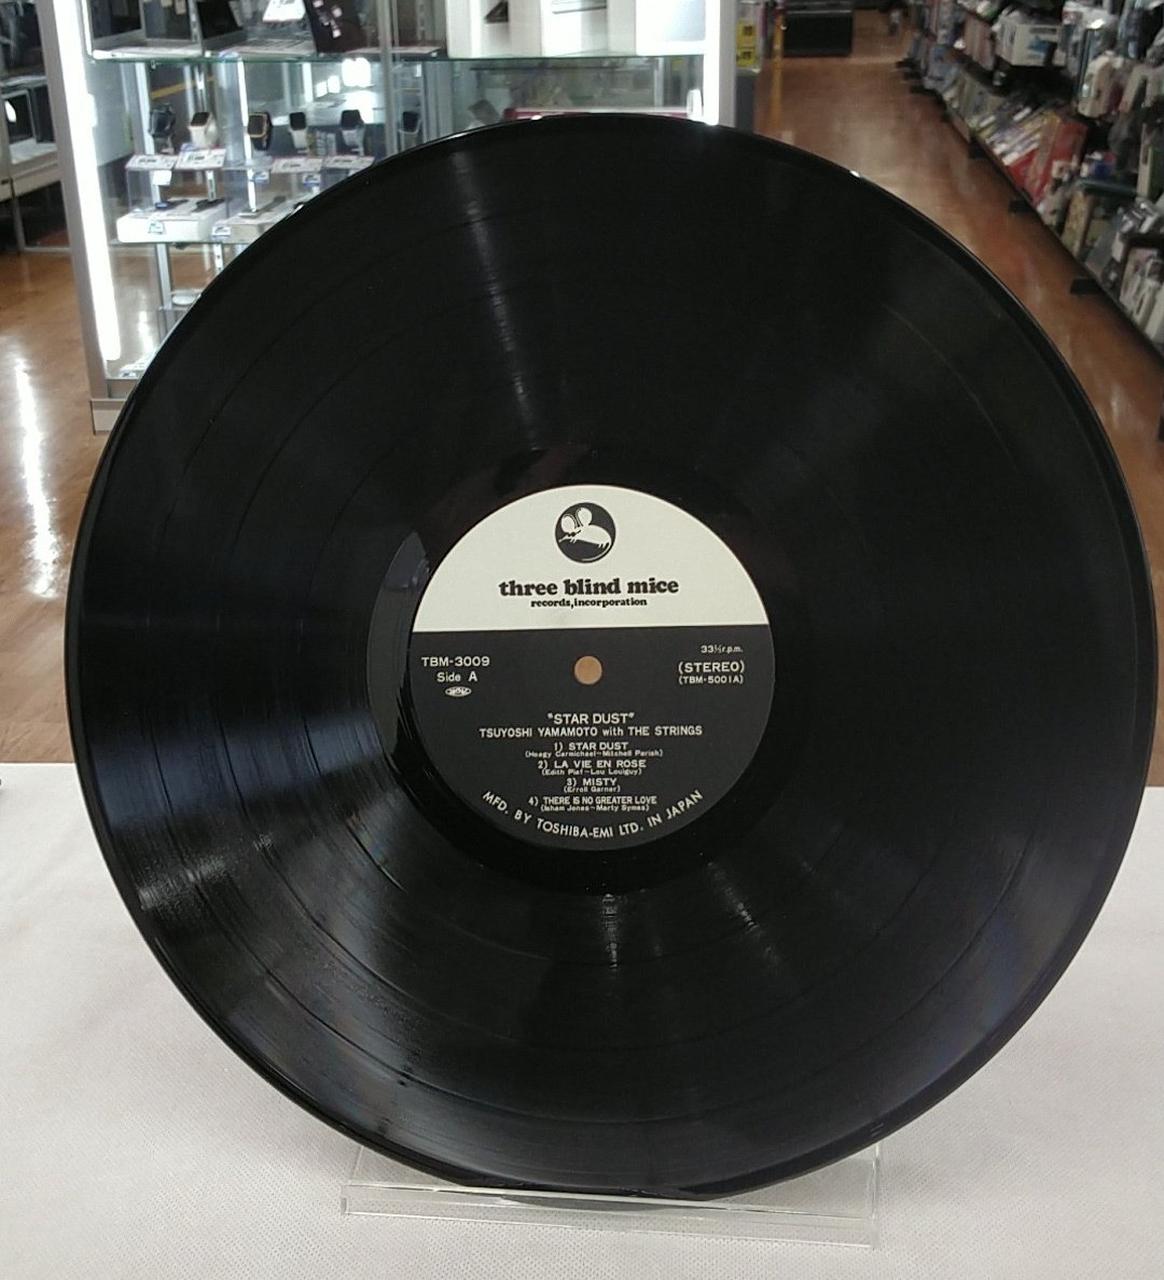 three blind mice
records,incorporation
33⅓r.p.m.
TBM-3009
(STEREO)
Side A
(TBM-5001A)
"STAR DUST"
TSUYOSHI YAMAMOTO with THE STRINGS
1) STAR DUST
(Hoagy Carmichael-Mitchell Parish)
2) LA VIE EN ROSE
(Edith Piaf-Lou Louiguy)
3) MISTY
(Erroll Garner)
4) THERE IS NO GREATER LOVE
(Isham Jones-Marty Symes)
MFD. BY TOSHIBA-EMI LTD. IN JAPAN